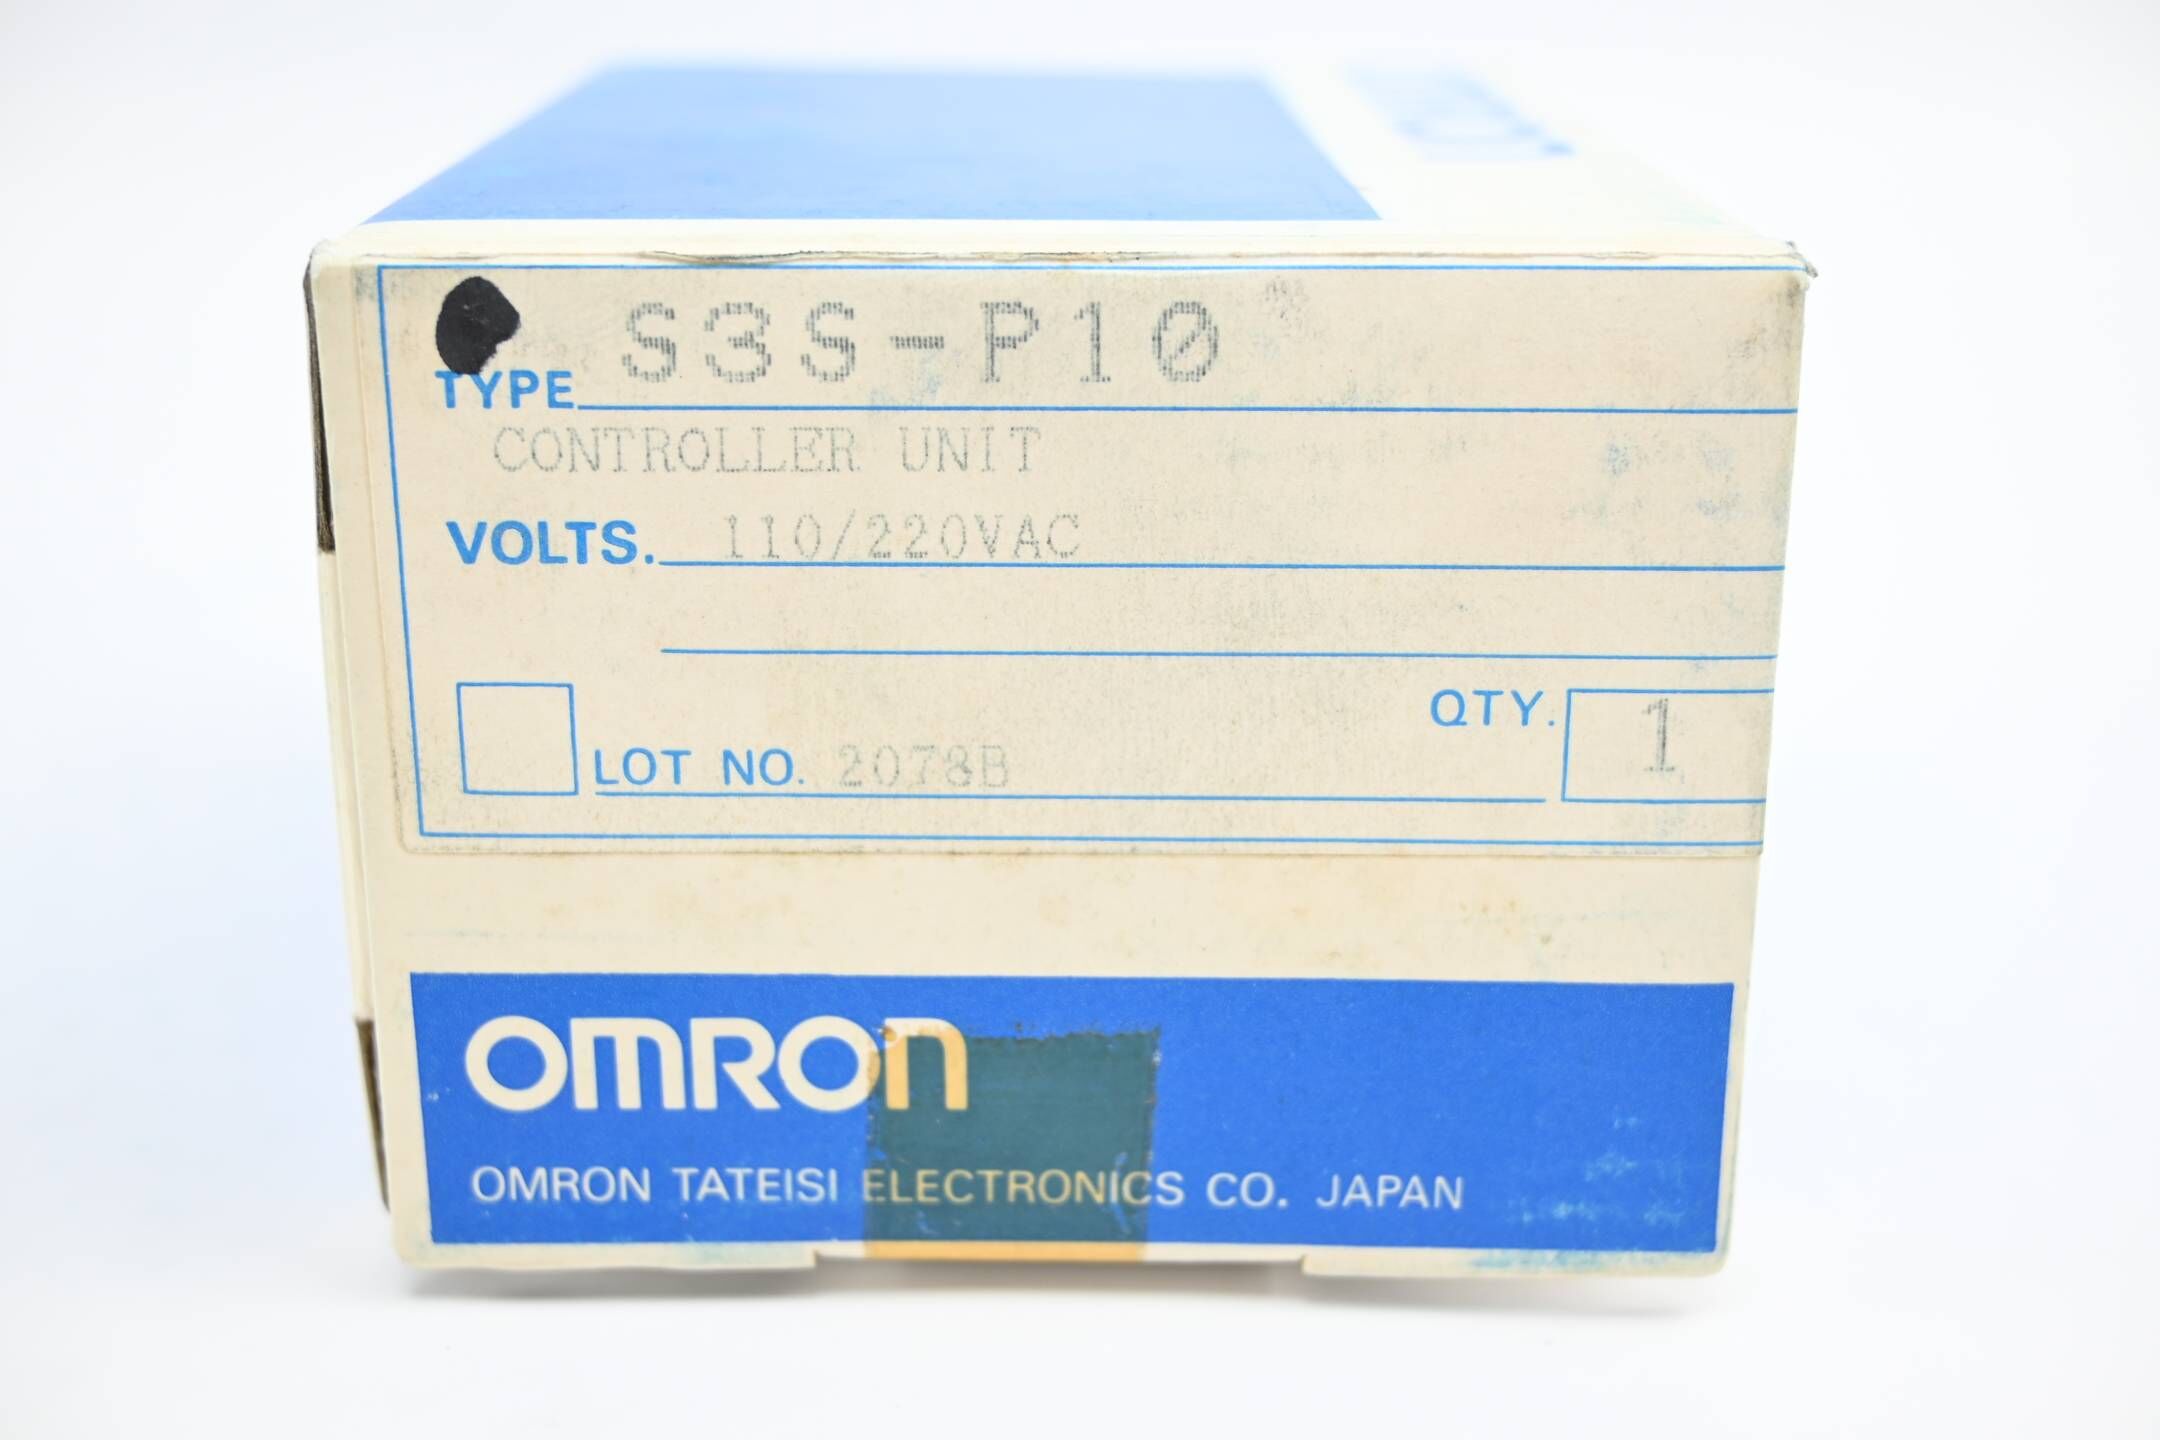 S3S-P10
TYPE
CONTROLLER UNIT
VOLTS. 110/220VAC
QTY. 1
LOT NO. 2078B
OMRON
OMRON TATEISI ELECTRONICS CO. JAPAN